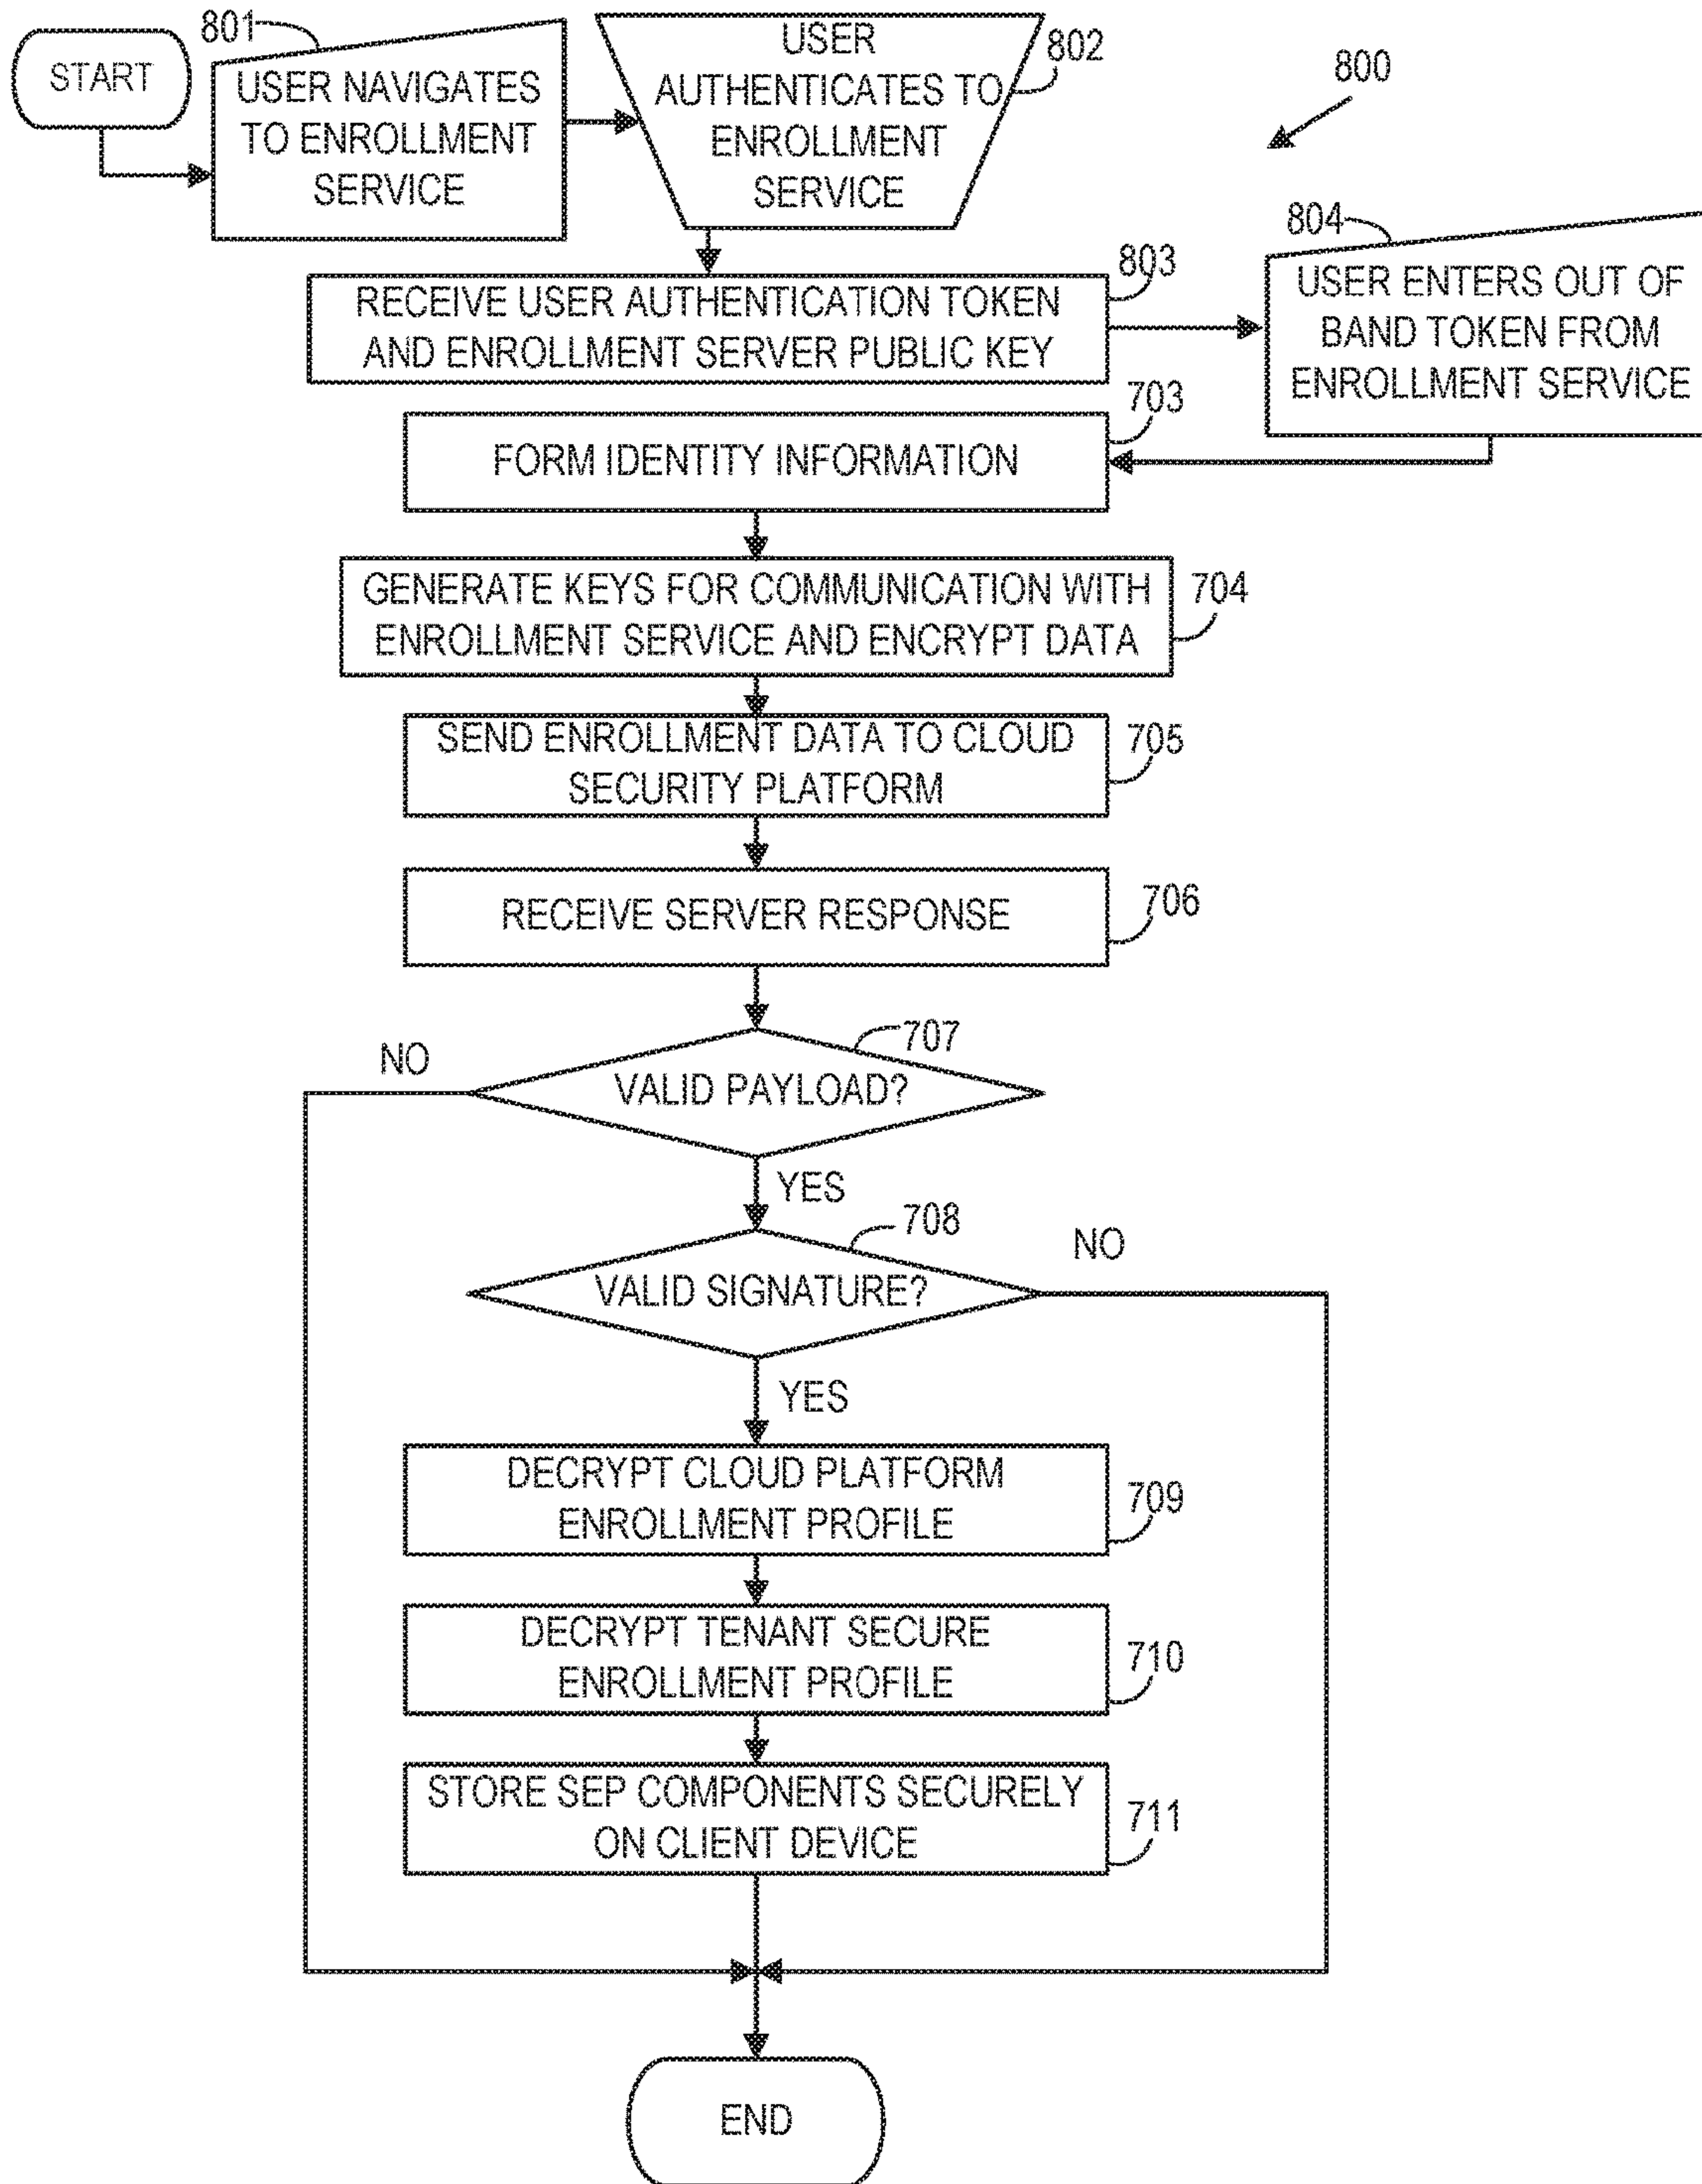 START
801
USER NAVIGATES
TO ENROLLMENT
SERVICE
USER
AUTHENTICATES TO
ENROLLMENT
SERVICE
802
800
803
RECEIVE USER AUTHENTICATION TOKEN
AND ENROLLMENT SERVER PUBLIC KEY
804
USER ENTERS OUT OF
BAND TOKEN FROM
ENROLLMENT SERVICE
703
FORM IDENTITY INFORMATION
GENERATE KEYS FOR COMMUNICATION WITH
ENROLLMENT SERVICE AND ENCRYPT DATA
704
SEND ENROLLMENT DATA TO CLOUD
SECURITY PLATFORM
705
RECEIVE SERVER RESPONSE
706
707
NO
VALID PAYLOAD?
YES
708
NO
VALID SIGNATURE?
YES
DECRYPT CLOUD PLATFORM
ENROLLMENT PROFILE
709
DECRYPT TENANT SECURE
ENROLLMENT PROFILE
710
STORE SEP COMPONENTS SECURELY
ON CLIENT DEVICE
711
END